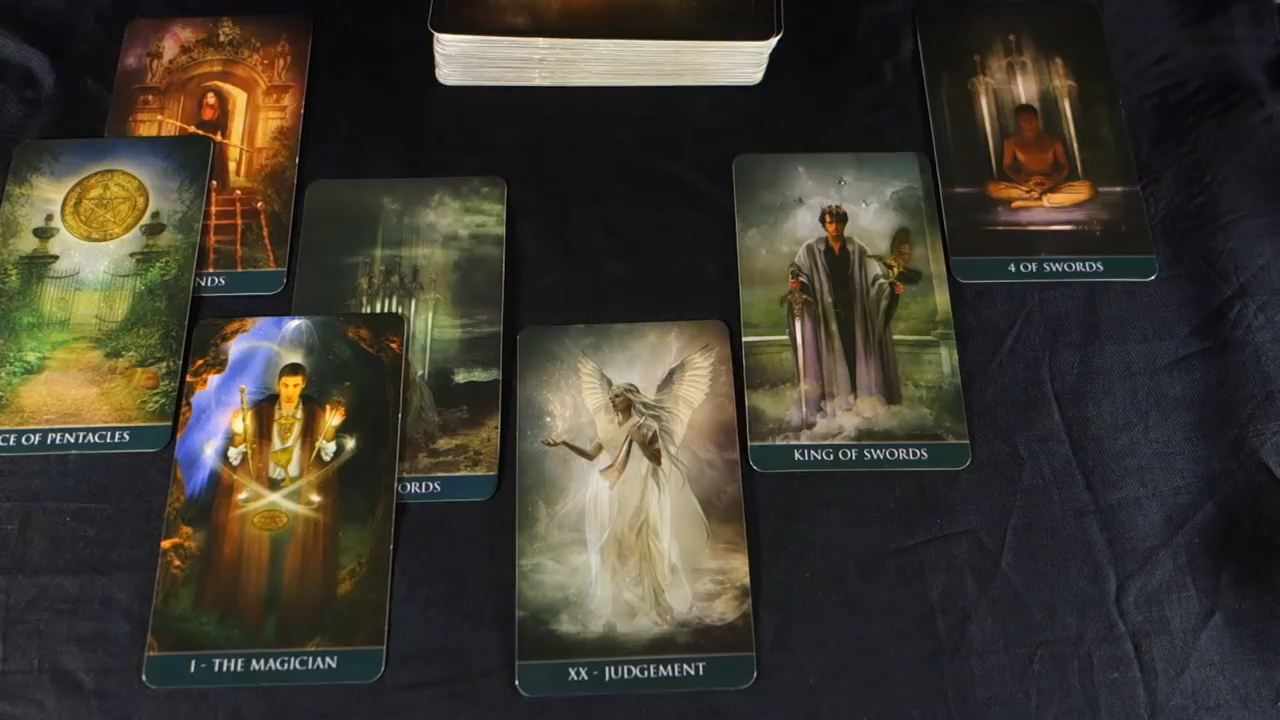 NDS
4 OF SWORDS
CE OF PENTACLES
KING OF SWORDS
ORDS
I - THE MAGICIAN
XX - JUDGEMENT